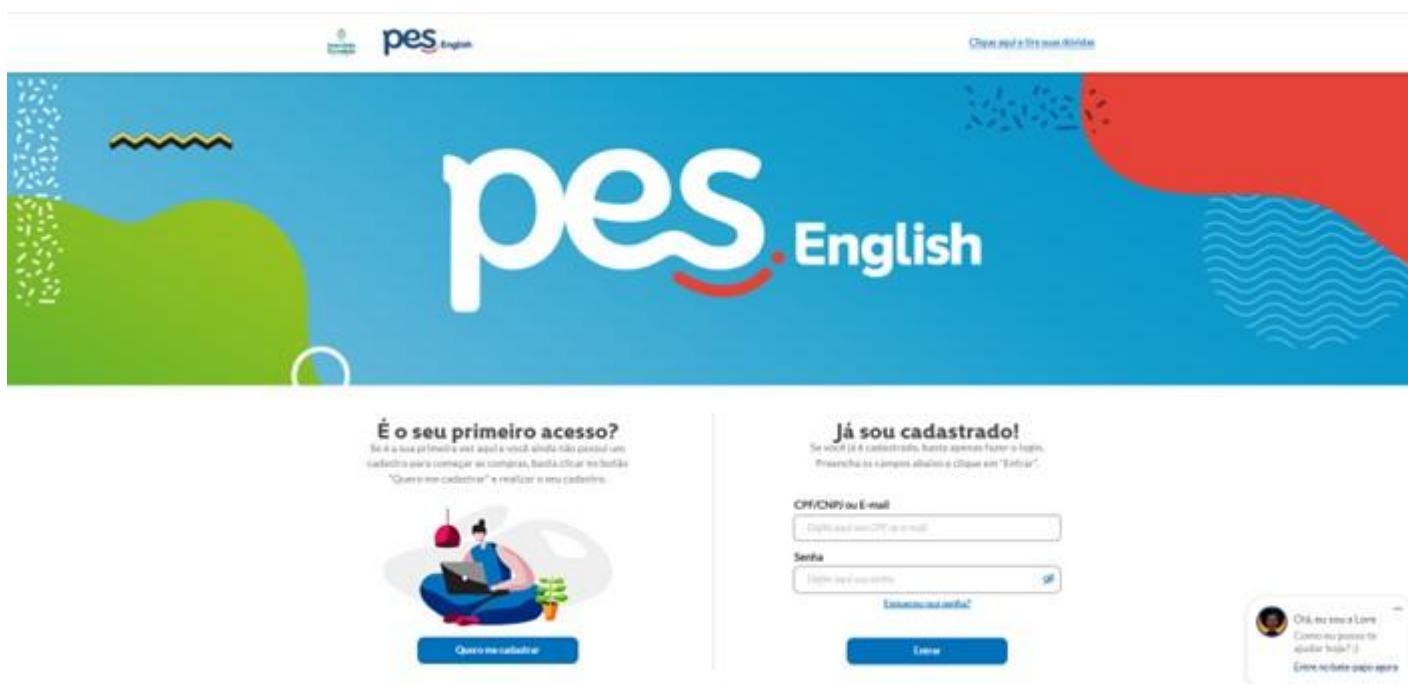 pes English
Clique aqui e tire suas dúvidas
pes English
É o seu primeiro acesso?
Se é a sua primeira vez aqui e você ainda não possui um
cadastro para começar as compras, basta clicar no botão
"Quero me cadastrar" e realizar o seu cadastro.
Quero me cadastrar
Já sou cadastrado!
Se você já é cadastrado, basta apenas fazer o login.
Preencha os campos abaixo e clique em "Entrar".
CPF/CNPJ ou E-mail
Digite aqui seu CPF ou e-mail
Senha
Digite aqui sua senha
Esqueceu sua senha?
Entrar
Olá, eu sou a Lore
Como eu posso te
ajudar hoje? :)
Entre no bate-papo agora